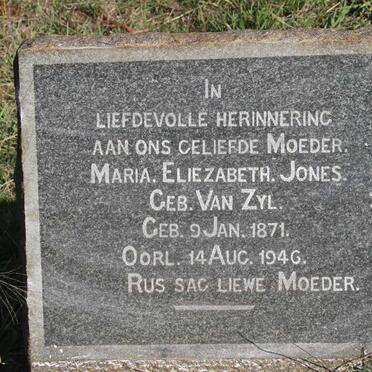 IN
LIEFDEVOLLE HERINNERING
AAN ONS GELIEFDE MOEDER.
MARIA. ELIEZABETH. JONES.
GEB. VAN ZYL.
GEB. 9 JAN. 1871.
OORL. 14 AUG. 1946.
RUS SAG LIEWE MOEDER.